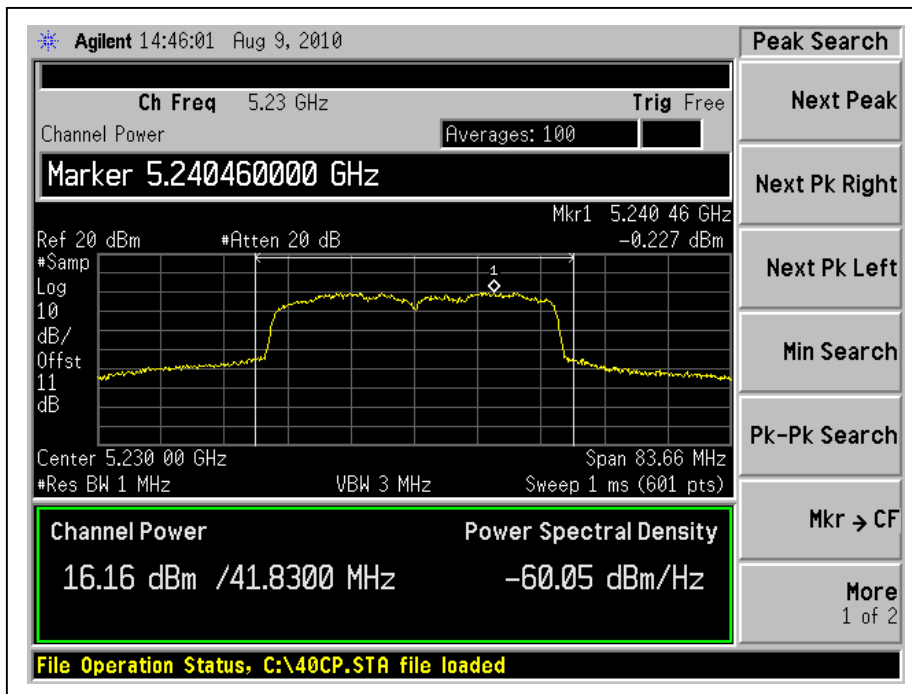 Agilent 14:46:01 Aug 9, 2010
Peak Search
Ch Freq 5.23 GHz Trig Free
Channel Power Averages: 100
Marker 5.240460000 GHz
Mkr1 5.240 46 GHz
Ref 20 dBm #Atten 20 dB -0.227 dBm
#Samp
Log
10
dB/
Offst
11
dB
1
Center 5.230 00 GHz Span 83.66 MHz
#Res BW 1 MHz VBW 3 MHz Sweep 1 ms (601 pts)
Channel Power Power Spectral Density
16.16 dBm /41.8300 MHz -60.05 dBm/Hz
File Operation Status, C:\40CP.STA file loaded
Next Peak
Next Pk Right
Next Pk Left
Min Search
Pk-Pk Search
Mkr → CF
More
1 of 2